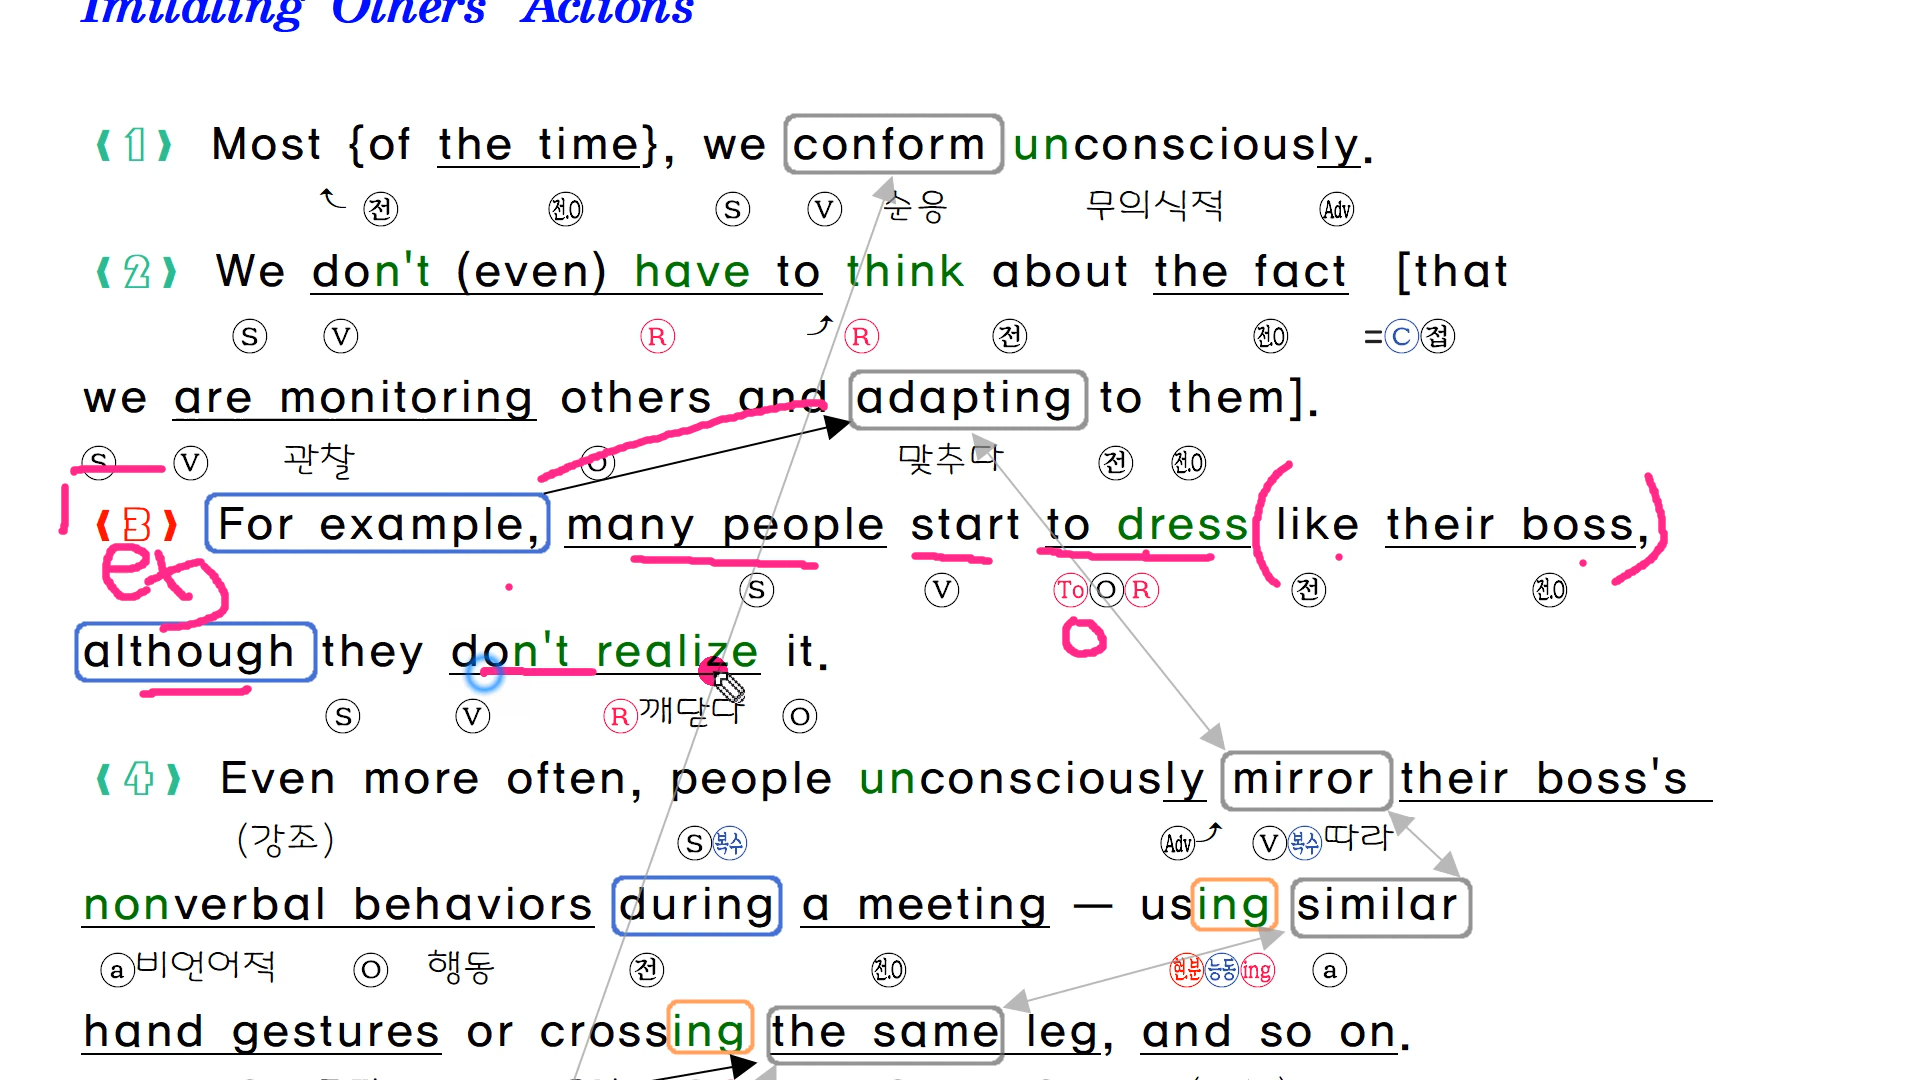 Imitating Others' Actions
❰1❱ Most {of the time}, we conform unconsciously.
전 전.O S V 순응 무의식적 Adv
❰2❱ We don't (even) have to think about the fact [that
S V R R 전 전.O =C 접
we are monitoring others and adapting to them].
S V 관찰 O 맞추다 전 전.O
❰3❱ For example, many people start to dress (like their boss,)
ex S V To O R 전 전.O
although they don't realize it.
S V R 깨닫다 O
❰4❱ Even more often, people unconsciously mirror their boss's
(강조) S 복수 Adv V 복수 따라
nonverbal behaviors during a meeting — using similar
a 비언어적 O 행동 전 전.O 현분 능동 ing a
hand gestures or crossing the same leg, and so on.